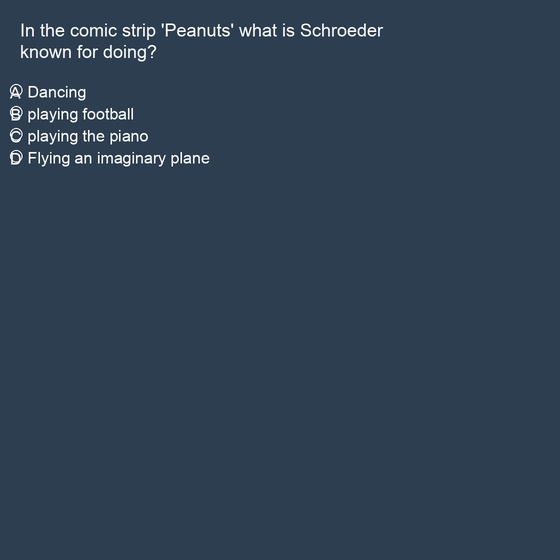 In the comic strip 'Peanuts' what is Schroeder
known for doing?
A Dancing
B playing football
C playing the piano
D Flying an imaginary plane